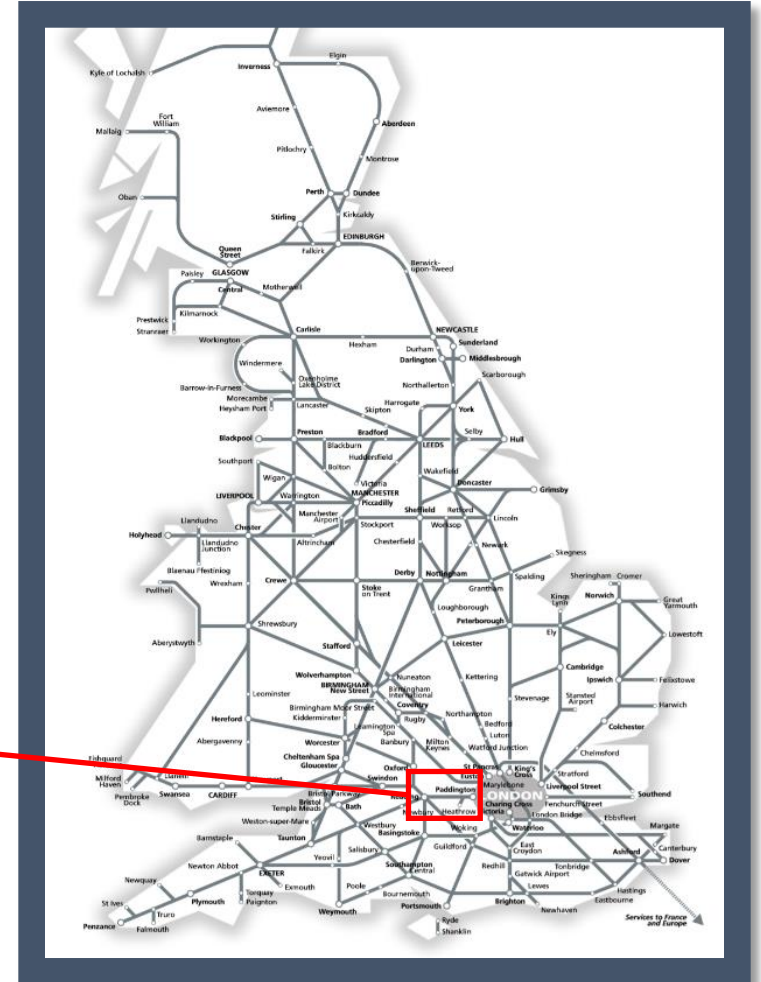 Elgin
Inverness
Kyle of Lochalsh
Aviemore
Fort
William
Aberdeen
Mallaig
Pitlochry
Montrose
Perth
Dundee
Oban
Stirling
Kirkcaldy
EDINBURGH
Falkirk
Queen
Street
Berwick-
upon-Tweed
Paisley
GLASGOW
Central
Motherwell
Prestwick
Kilmarnock
Stranraer
Carlisle
NEWCASTLE
Workington
Hexham
Durham
Sunderland
Darlington
Middlesbrough
Windermere
Scarborough
Oxenholme
Lake District
Barrow-in-Furness
Northallerton
Morecambe
Heysham Port
Lancaster
Harrogate
Skipton
York
Blackpool
Preston
Bradford
LEEDS
Selby
Hull
Blackburn
Huddersfield
Southport
Bolton
Wakefield
Wigan
Victoria
MANCHESTER
Piccadilly
Doncaster
Grimsby
LIVERPOOL
Warrington
Manchester
Airport
Sheffield
Retford
Lincoln
Llandudno
Stockport
Worksop
Holyhead
Chester
Llandudno
Junction
Altrincham
Chesterfield
Newark
Skegness
Blaenau Ffestiniog
Derby
Nottingham
Sheringham
Cromer
Pwllheli
Wrexham
Crewe
Stoke
on Trent
Grantham
Spalding
Kings
Lynn
Norwich
Great
Yarmouth
Loughborough
Peterborough
Shrewsbury
Ely
Lowestoft
Aberystwyth
Stafford
Leicester
Wolverhampton
BIRMINGHAM
New Street
Nuneaton
Birmingham
International
Kettering
Cambridge
Ipswich
Felixstowe
Leominster
Birmingham Moor Street
Coventry
Stevenage
Stansted
Airport
Harwich
Hereford
Kidderminster
Rugby
Northampton
Leamington
Spa
Bedford
Colchester
Worcester
Banbury
Milton
Keynes
Luton
Abergavenny
Watford Junction
Chelmsford
Cheltenham Spa
Gloucester
Oxford
St Pancras
King's
Cross
Fishguard
Swindon
Euston
Stratford
Milford
Haven
Llanelli
Newport
Paddington
Marylebone
Liverpool Street
Pembroke
Dock
Swansea
CARDIFF
Bristol Parkway
Reading
LONDON
Southend
Bristol
Temple Meads
Bath
Newbury
Heathrow
Charing Cross
Victoria
Fenchurch Street
London Bridge
Ebbsfleet
Weston-super-Mare
Westbury
Basingstoke
Woking
Waterloo
Margate
Barnstaple
Taunton
Salisbury
Guildford
East
Croydon
Canterbury
Newton Abbot
Yeovil
Southampton
Central
Redhill
Tonbridge
Ashford
Dover
EXETER
Gatwick Airport
Newquay
Exmouth
Poole
Lewes
Hastings
St Ives
Plymouth
Torquay
Paignton
Bournemouth
Brighton
Eastbourne
Truro
Weymouth
Portsmouth
Newhaven
Penzance
Falmouth
Ryde
Shanklin
Services to France
and Europe